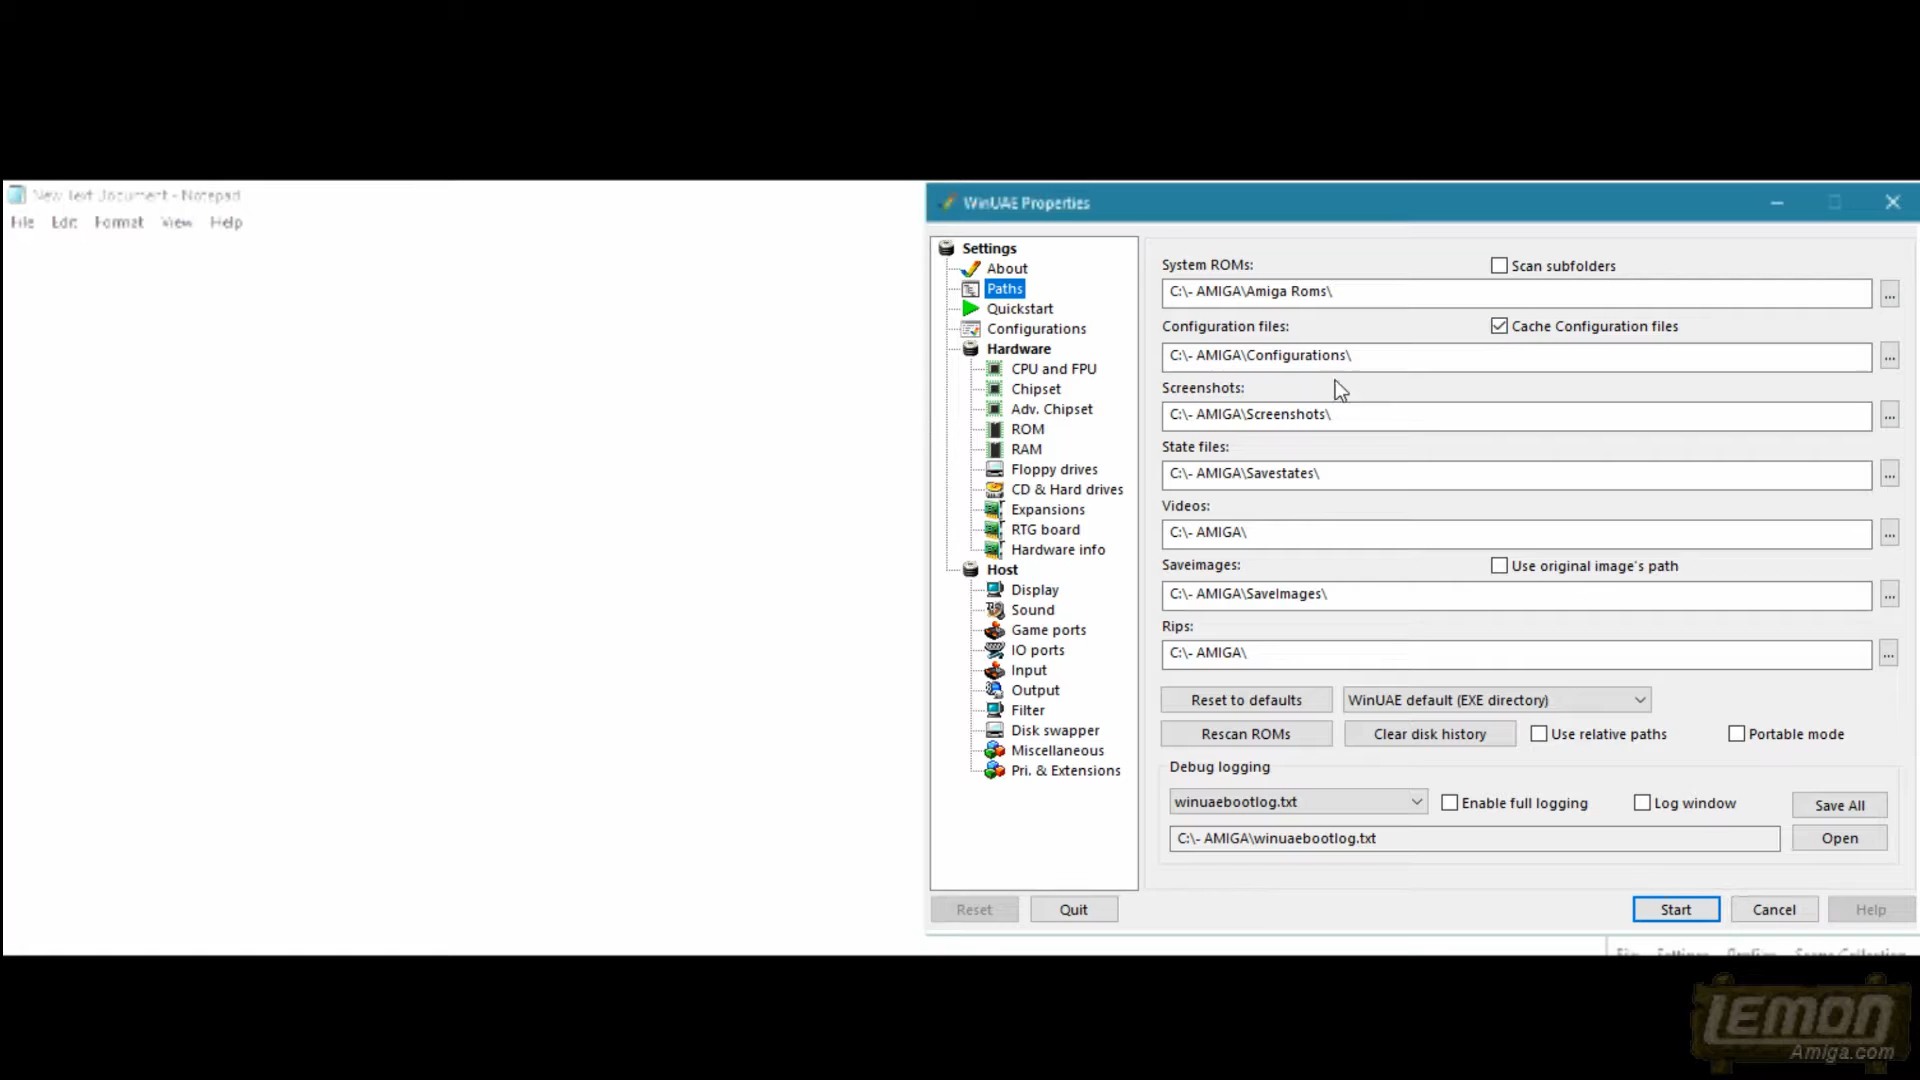 New Text Document - Notepad
File Edit Format View Help
WinUAE Properties
Settings
About
Paths
Quickstart
Configurations
Hardware
CPU and FPU
Chipset
Adv. Chipset
ROM
RAM
Floppy drives
CD & Hard drives
Expansions
RTG board
Hardware info
Host
Display
Sound
Game ports
IO ports
Input
Output
Filter
Disk swapper
Miscellaneous
Pri. & Extensions
System ROMs: Scan subfolders
C:\- AMIGA\Amiga Roms\ ...
Configuration files: Cache Configuration files
C:\- AMIGA\Configurations\ ...
Screenshots:
C:\- AMIGA\Screenshots\ ...
State files:
C:\- AMIGA\Savestates\ ...
Videos:
C:\- AMIGA\ ...
Saveimages: Use original image's path
C:\- AMIGA\SaveImages\ ...
Rips:
C:\- AMIGA\ ...
Reset to defaults WinUAE default (EXE directory)
Rescan ROMs Clear disk history Use relative paths Portable mode
Debug logging
winuaebootlog.txt Enable full logging Log window Save All
C:\- AMIGA\winuaebootlog.txt Open
Reset Quit Start Cancel Help
LEMON
Amiga.com